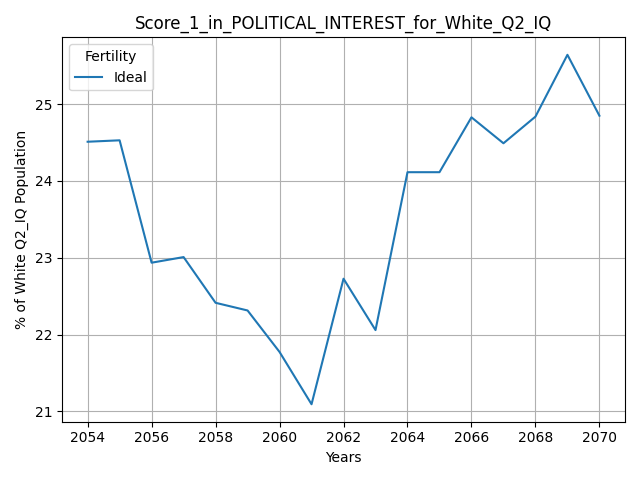 Score_1_in_POLITICAL_INTEREST_for_White_Q2_IQ
Fertility
Ideal
% of White Q2_IQ Population
25
24
23
22
21
2054 2056 2058 2060 2062 2064 2066 2068 2070
Years